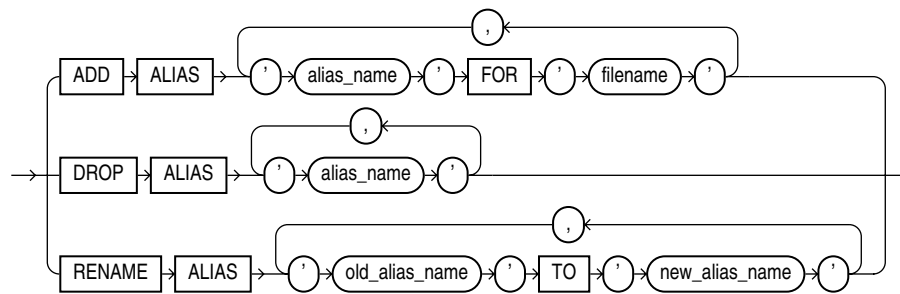 ,
ADD ALIAS ' alias_name ' FOR ' filename '
,
DROP ALIAS ' alias_name '
,
RENAME ALIAS ' old_alias_name ' TO ' new_alias_name '